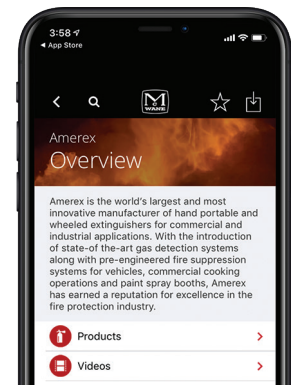 3:58
App Store
M
WANE
Amerex
Overview
Amerex is the world's largest and most
innovative manufacturer of hand portable and
wheeled extinguishers for commercial and
industrial applications. With the introduction
of state-of the-art gas detection systems
along with pre-engineered fire suppression
systems for vehicles, commercial cooking
operations and paint spray booths, Amerex
has earned a reputation for excellence in the
fire protection industry.
Products
Videos